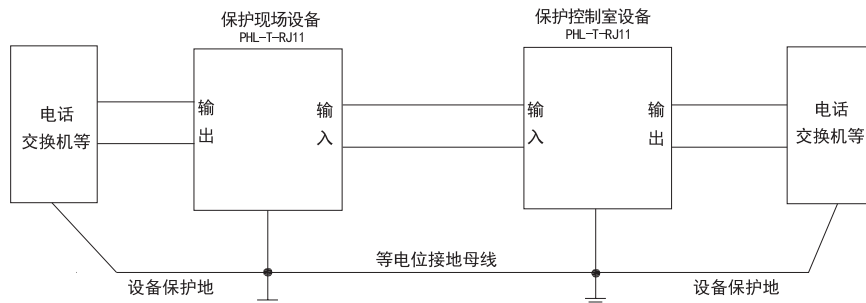 保护现场设备
PHL-T-RJ11
保护控制室设备
PHL-T-RJ11
电话
交换机等
输出
输入
输入
输出
电话
交换机等
等电位接地母线
设备保护地
设备保护地